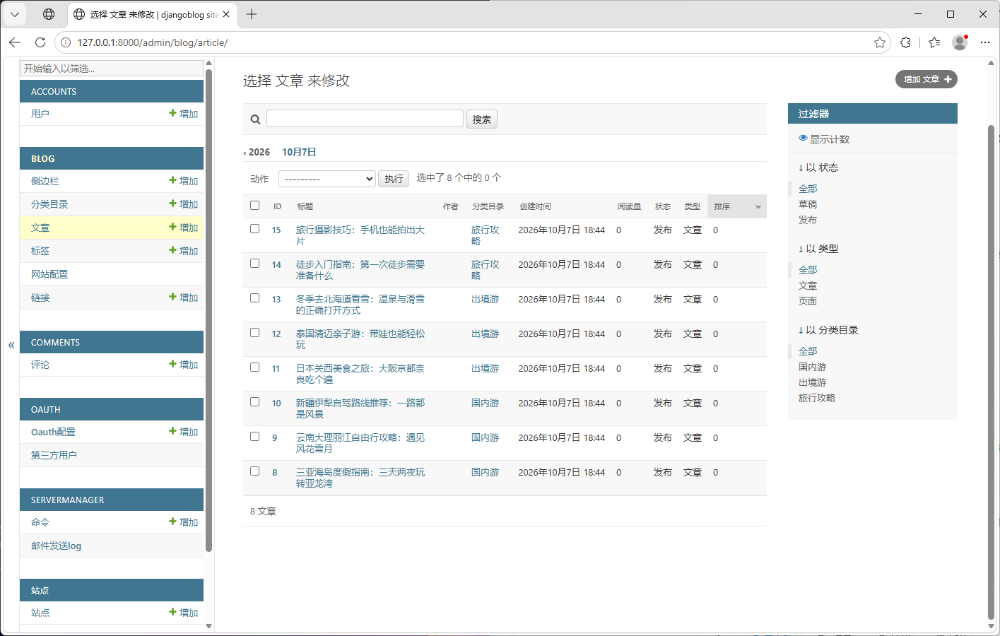 选择 文章 来修改 | djangoblog site
127.0.0.1:8000/admin/blog/article/
开始输入以筛选...
ACCOUNTS
用户 增加
BLOG
侧边栏 增加
分类目录 增加
文章 增加
标签 增加
网站配置
链接 增加
«
COMMENTS
评论 增加
OAUTH
Oauth配置 增加
第三方用户
SERVERMANAGER
命令 增加
邮件发送log
站点
站点 增加
选择 文章 来修改
增加 文章
搜索
‹ 2026 10月7日
动作 --------- 执行 选中了 8 个中的 0 个
ID 标题 作者 分类目录 创建时间 阅读量 状态 类型 排序
15 旅行摄影技巧：手机也能拍出大 旅行攻 2026年10月7日 18:44 0 发布 文章 0
片 略
14 徒步入门指南：第一次徒步需要 旅行攻 2026年10月7日 18:44 0 发布 文章 0
准备什么 略
13 冬季去北海道看雪：温泉与滑雪 出境游 2026年10月7日 18:44 0 发布 文章 0
的正确打开方式
12 泰国清迈亲子游：带娃也能轻松 出境游 2026年10月7日 18:44 0 发布 文章 0
玩
11 日本关西美食之旅：大阪京都奈 出境游 2026年10月7日 18:44 0 发布 文章 0
良吃个遍
10 新疆伊犁自驾路线推荐：一路都 国内游 2026年10月7日 18:44 0 发布 文章 0
是风景
9 云南大理丽江自由行攻略：遇见 国内游 2026年10月7日 18:44 0 发布 文章 0
风花雪月
8 三亚海岛度假指南：三天两夜玩 国内游 2026年10月7日 18:44 0 发布 文章 0
转亚龙湾
8 文章
过滤器
显示计数
↓ 以 状态
全部
草稿
发布
↓ 以 类型
全部
文章
页面
↓ 以 分类目录
全部
国内游
出境游
旅行攻略